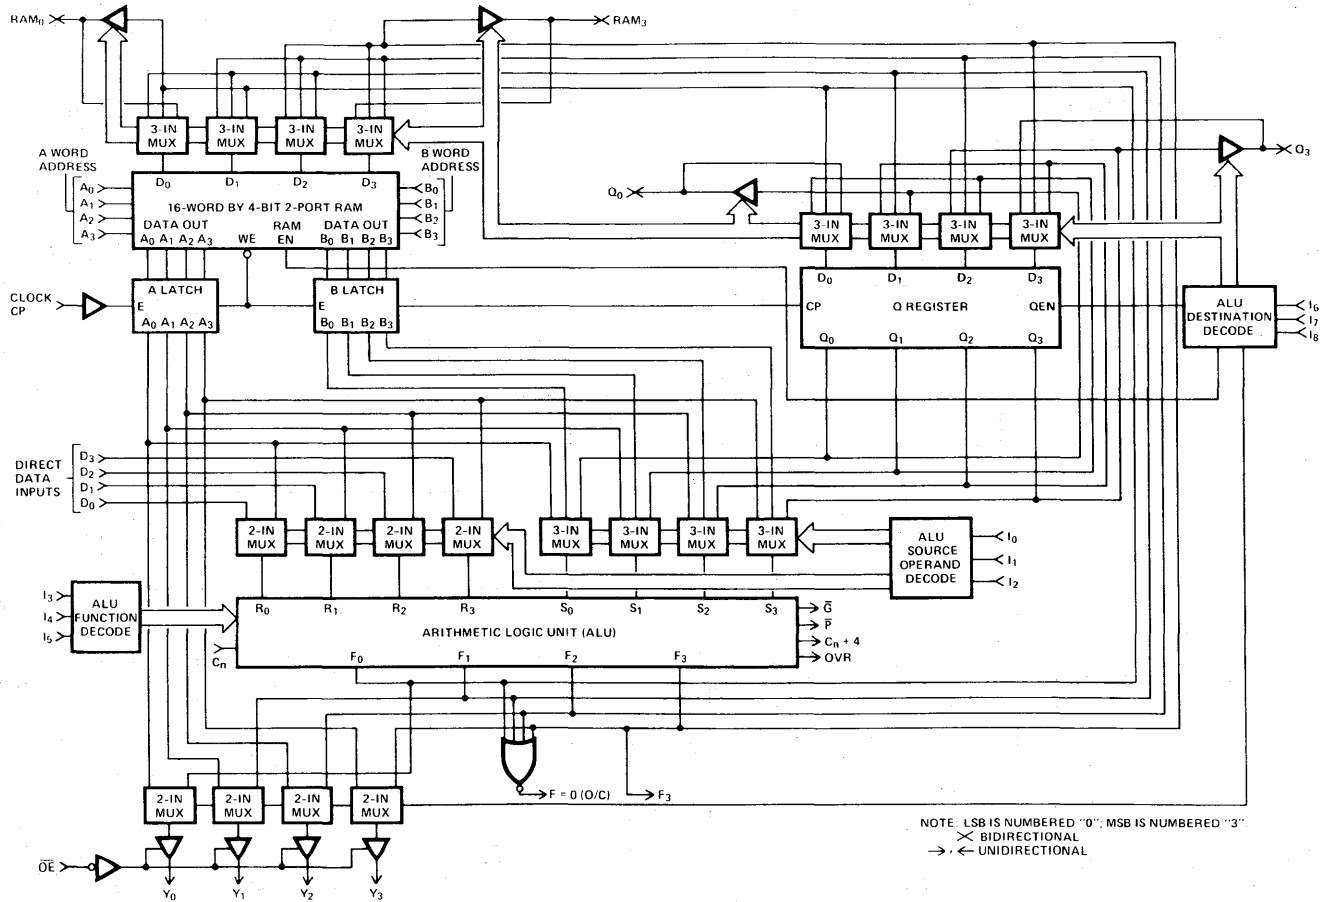 RAM₀
RAM₃
3-IN MUX
3-IN MUX
3-IN MUX
3-IN MUX
A WORD ADDRESS
B WORD ADDRESS
D₀ D₁ D₂ D₃
A₀
A₁
A₂
A₃
16-WORD BY 4-BIT 2-PORT RAM
DATA OUT
A₀ A₁ A₂ A₃
WE
RAM EN
DATA OUT
B₀ B₁ B₂ B₃
B₀
B₁
B₂
B₃
Q₀
Q₃
3-IN MUX
3-IN MUX
3-IN MUX
3-IN MUX
CLOCK CP
A LATCH
E
A₀ A₁ A₂ A₃
B LATCH
E
B₀ B₁ B₂ B₃
D₀ D₁ D₂ D₃
CP
Q REGISTER
QEN
Q₀ Q₁ Q₂ Q₃
ALU DESTINATION DECODE
I₆
I₇
I₈
DIRECT DATA INPUTS
D₃
D₂
D₁
D₀
2-IN MUX
2-IN MUX
2-IN MUX
2-IN MUX
3-IN MUX
3-IN MUX
3-IN MUX
3-IN MUX
ALU SOURCE OPERAND DECODE
I₀
I₁
I₂
I₃
I₄
I₅
ALU FUNCTION DECODE
R₀ R₁ R₂ R₃ S₀ S₁ S₂ S₃
ARITHMETIC LOGIC UNIT (ALU)
Cₙ
F₀ F₁ F₂ F₃
G̅
P̅
Cₙ + 4
OVR
F = 0 (O/C)
F₃
2-IN MUX
2-IN MUX
2-IN MUX
2-IN MUX
O̅E̅
Y₀ Y₁ Y₂ Y₃
NOTE: LSB IS NUMBERED "0"; MSB IS NUMBERED "3"
BIDIRECTIONAL
→, ← UNIDIRECTIONAL